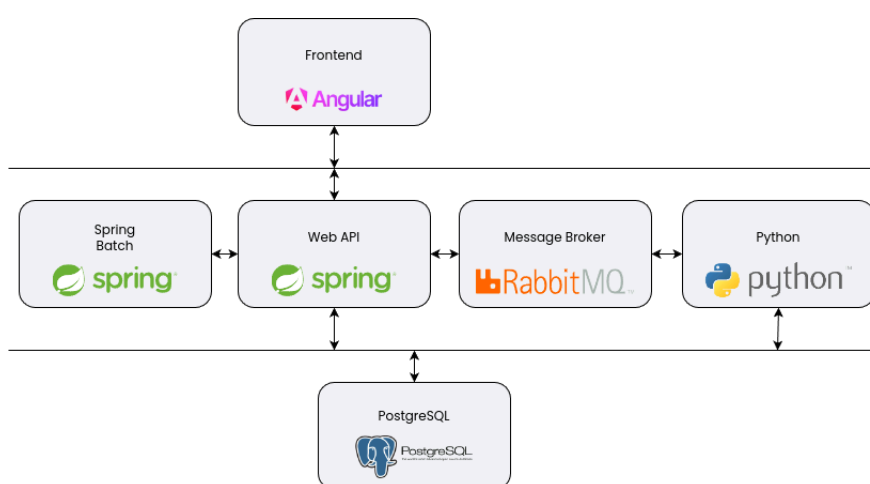 Frontend
Angular
Spring
Batch
spring
Web API
spring
Message Broker
RabbitMQ
Python
python
PostgreSQL
PostgreSQL